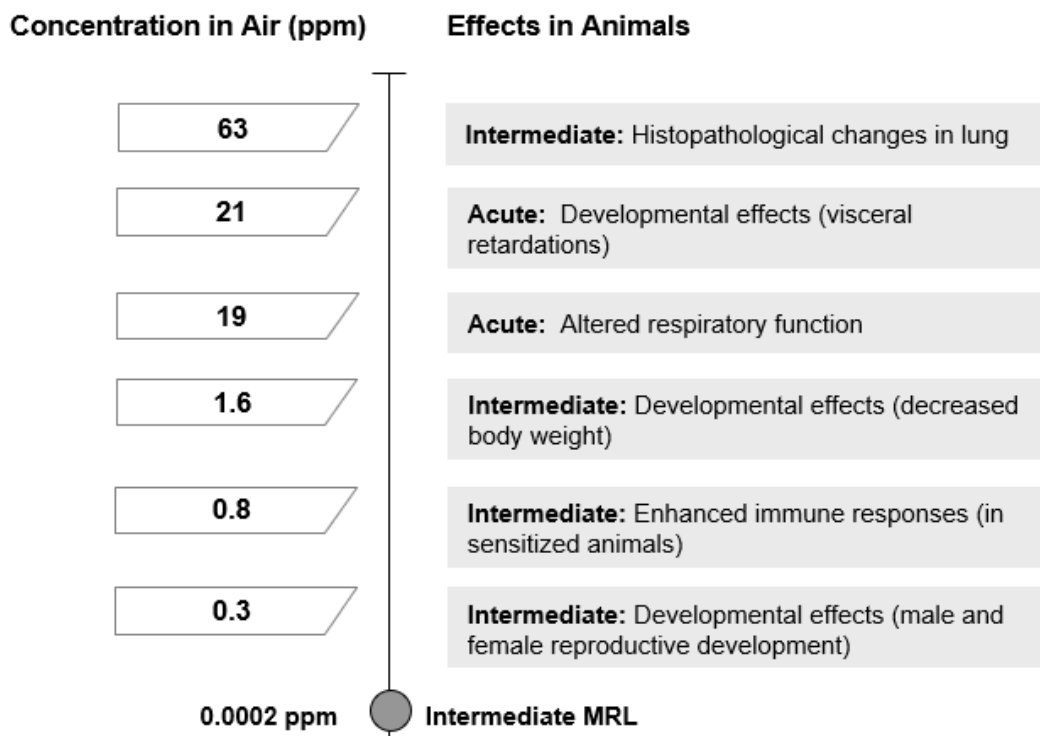 Concentration in Air (ppm) Effects in Animals
63 Intermediate: Histopathological changes in lung
21 Acute: Developmental effects (visceral
retardations)
19 Acute: Altered respiratory function
1.6 Intermediate: Developmental effects (decreased
body weight)
0.8 Intermediate: Enhanced immune responses (in
sensitized animals)
0.3 Intermediate: Developmental effects (male and
female reproductive development)
0.0002 ppm Intermediate MRL